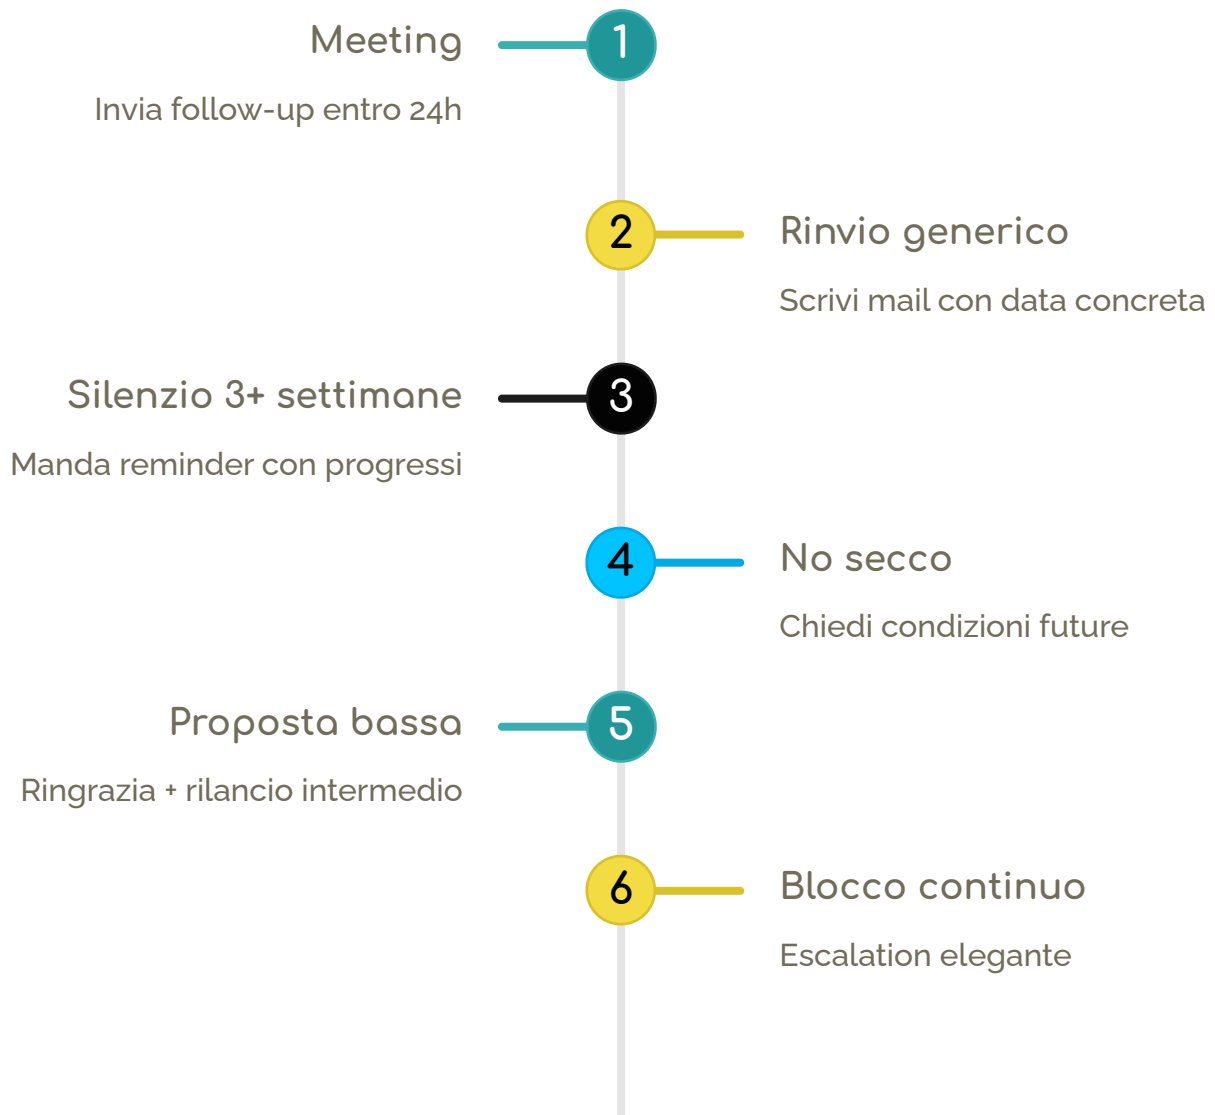 Meeting
1
Invia follow-up entro 24h
2
Rinvio generico
Scrivi mail con data concreta
Silenzio 3+ settimane
3
Manda reminder con progressi
4
No secco
Chiedi condizioni future
Proposta bassa
5
Ringrazia + rilancio intermedio
6
Blocco continuo
Escalation elegante